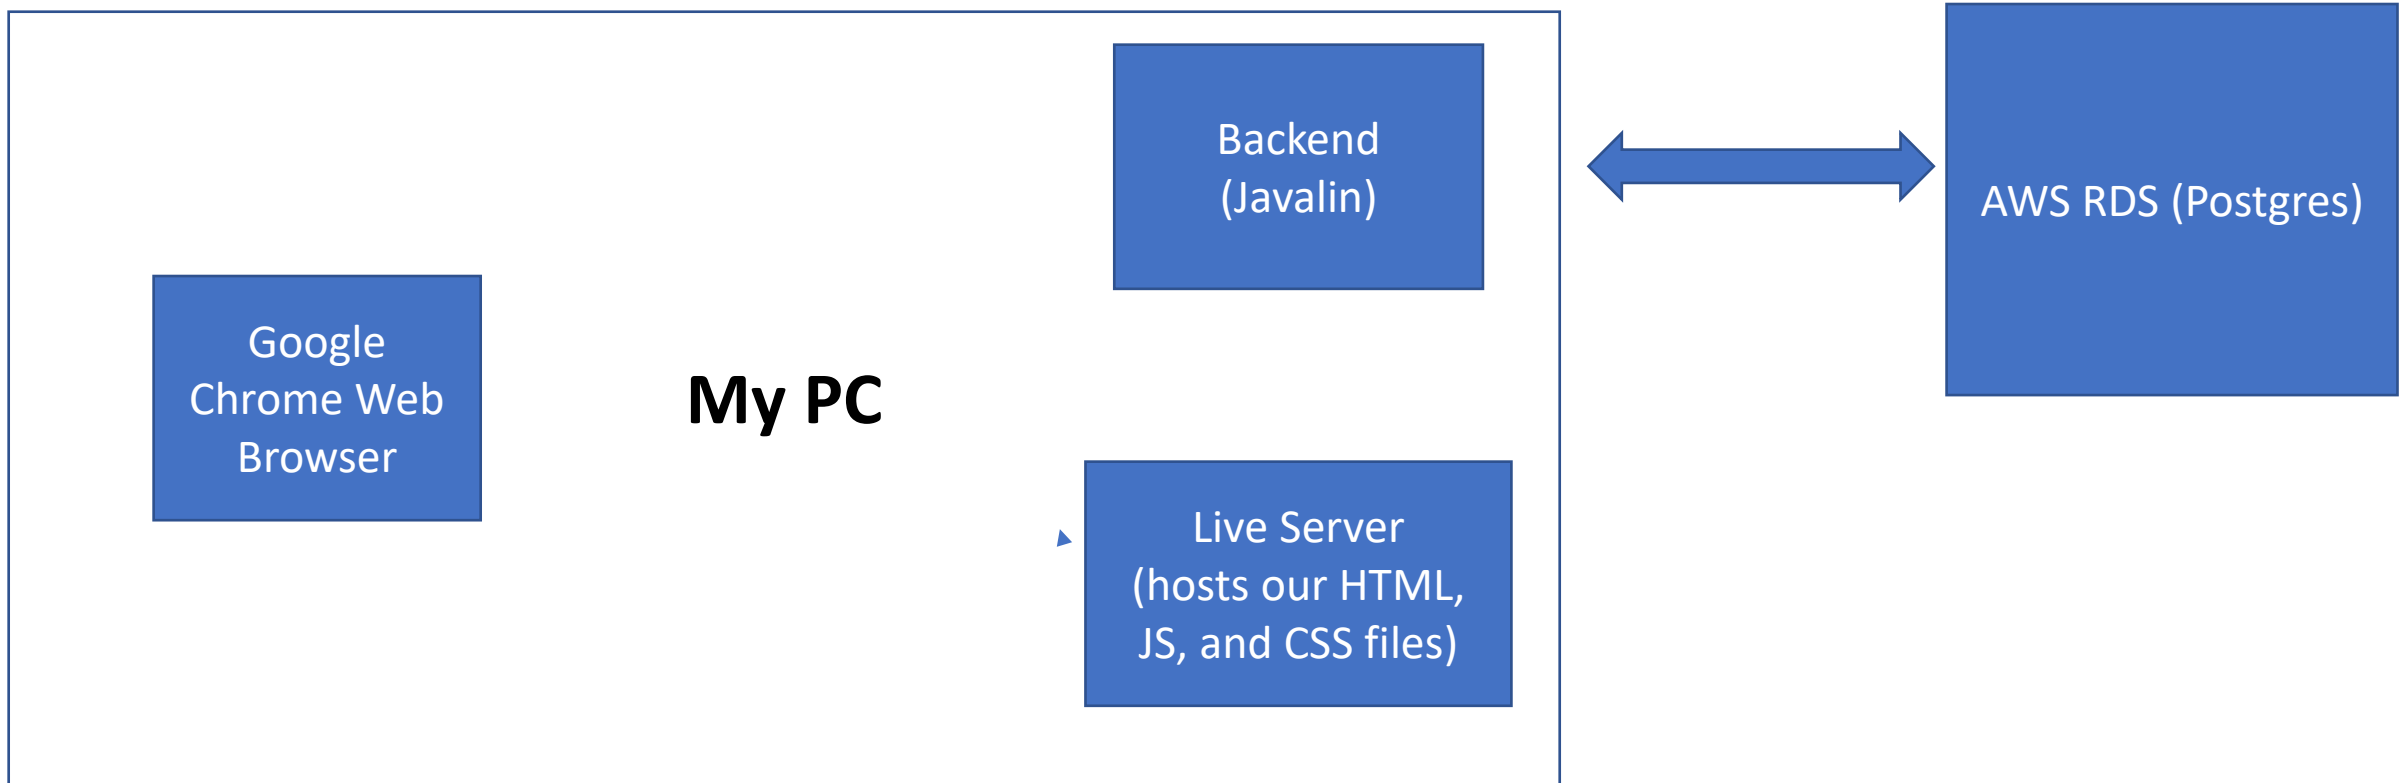 Backend
(Javalin)
AWS RDS (Postgres)
Google
Chrome Web
Browser
My PC
Live Server
(hosts our HTML,
JS, and CSS files)